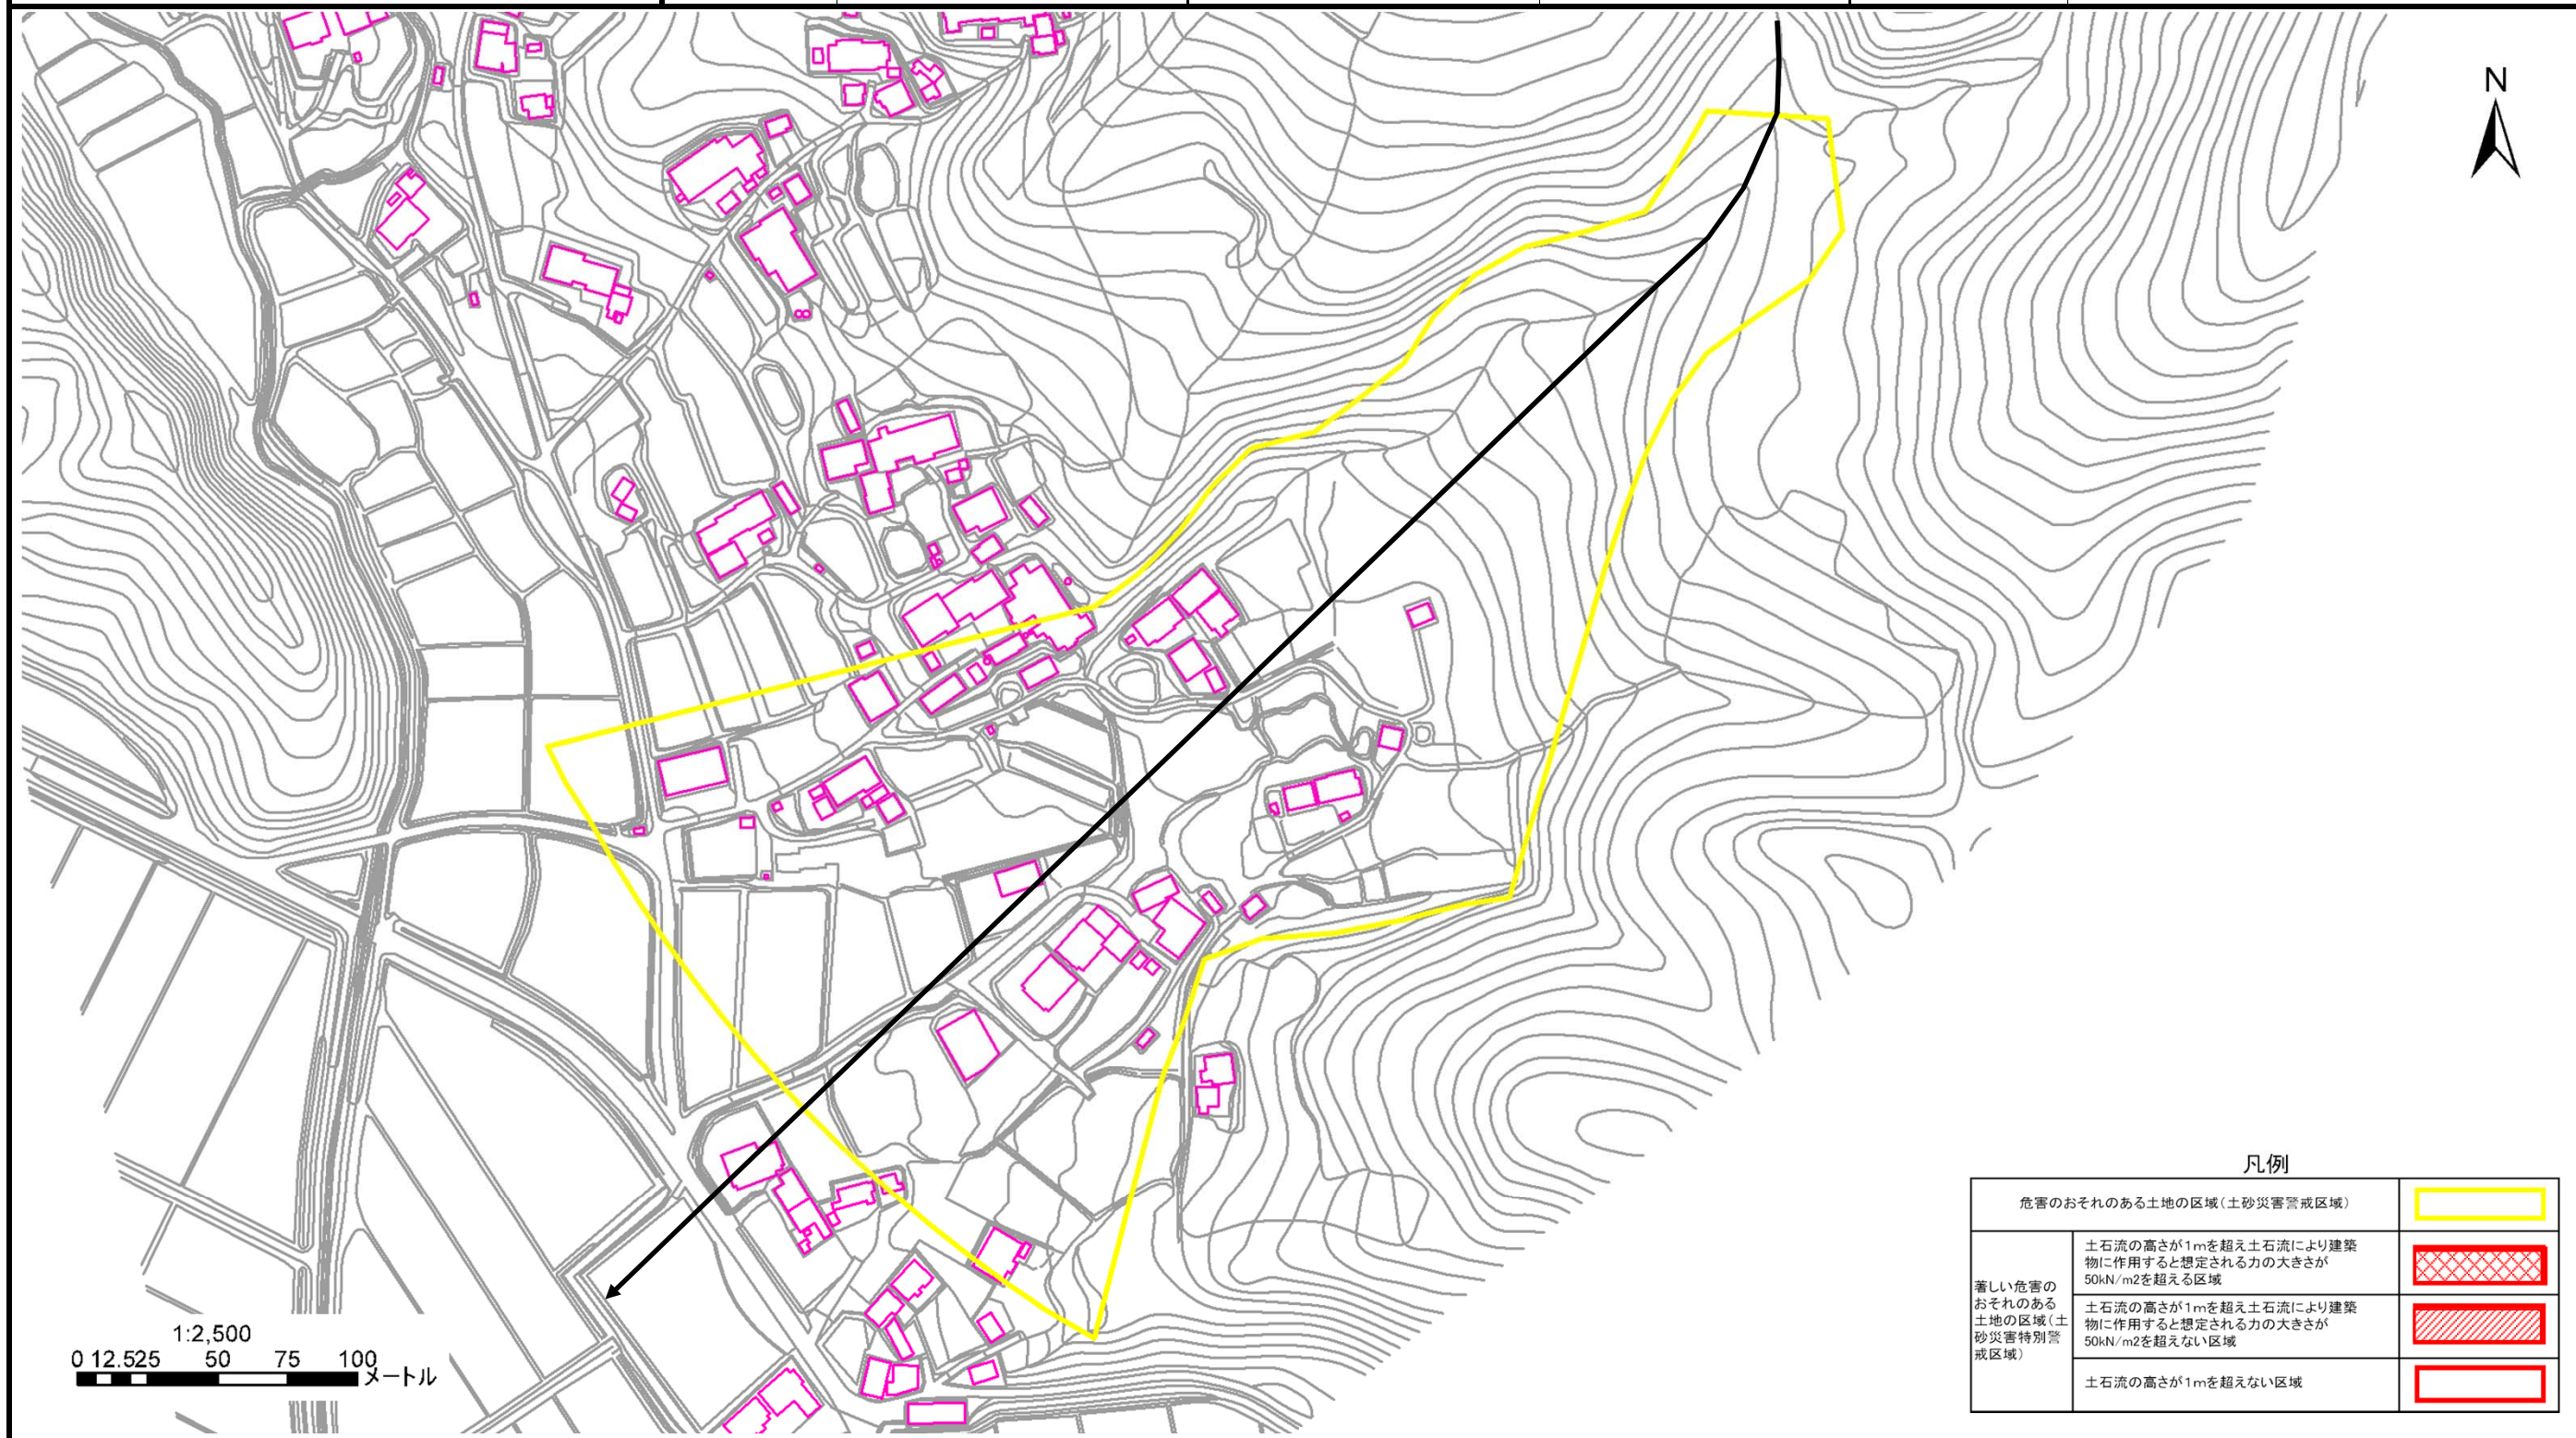 N
凡例
危害のおそれのある土地の区域(土砂災害警戒区域)
著しい危害の
おそれのある
土地の区域(土
砂災害特別警
戒区域)
土石流の高さが1mを超え土石流により建築
物に作用すると想定される力の大きさが
50kN/m2を超える区域
土石流の高さが1mを超え土石流により建築
物に作用すると想定される力の大きさが
50kN/m2を超えない区域
土石流の高さが1mを超えない区域
1:2,500
0 12.525 50 75 100
メートル